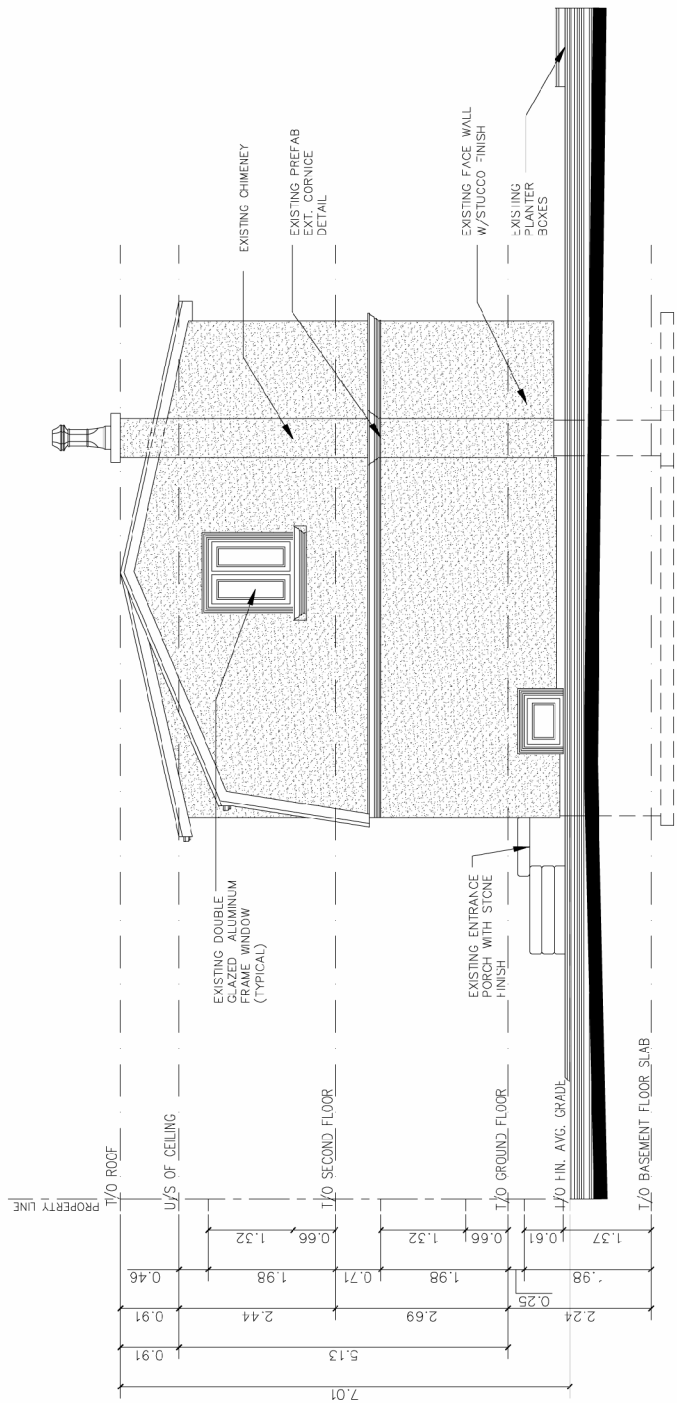 EXISTING CHIMENEY
EXISTING PREFAB
EXT. CORNICE
DETAIL
EXISTING FACE WALL
W/STUCCO FINISH
EXISTING
PLANTER
BOXES
EXISTING DOUBLE
GLAZED ALUMINUM
FRAME WINDOW
(TYPICAL)
EXISTING ENTRANCE
PORCH WITH STONE
FINISH
PROPERTY LINE
T/O ROOF
U/S OF CEILING
T/O SECOND FLOOR
T/O GROUND FLOOR
T/O FIN. AVG. GRADE
T/O BASEMENT FLOOR SLAB
1.32
0.66
1.32
0.66
0.61
1.37
0.46
1.98
0.71
1.98
0.25
1.98
0.91
2.44
2.69
2.24
0.91
5.13
7.01